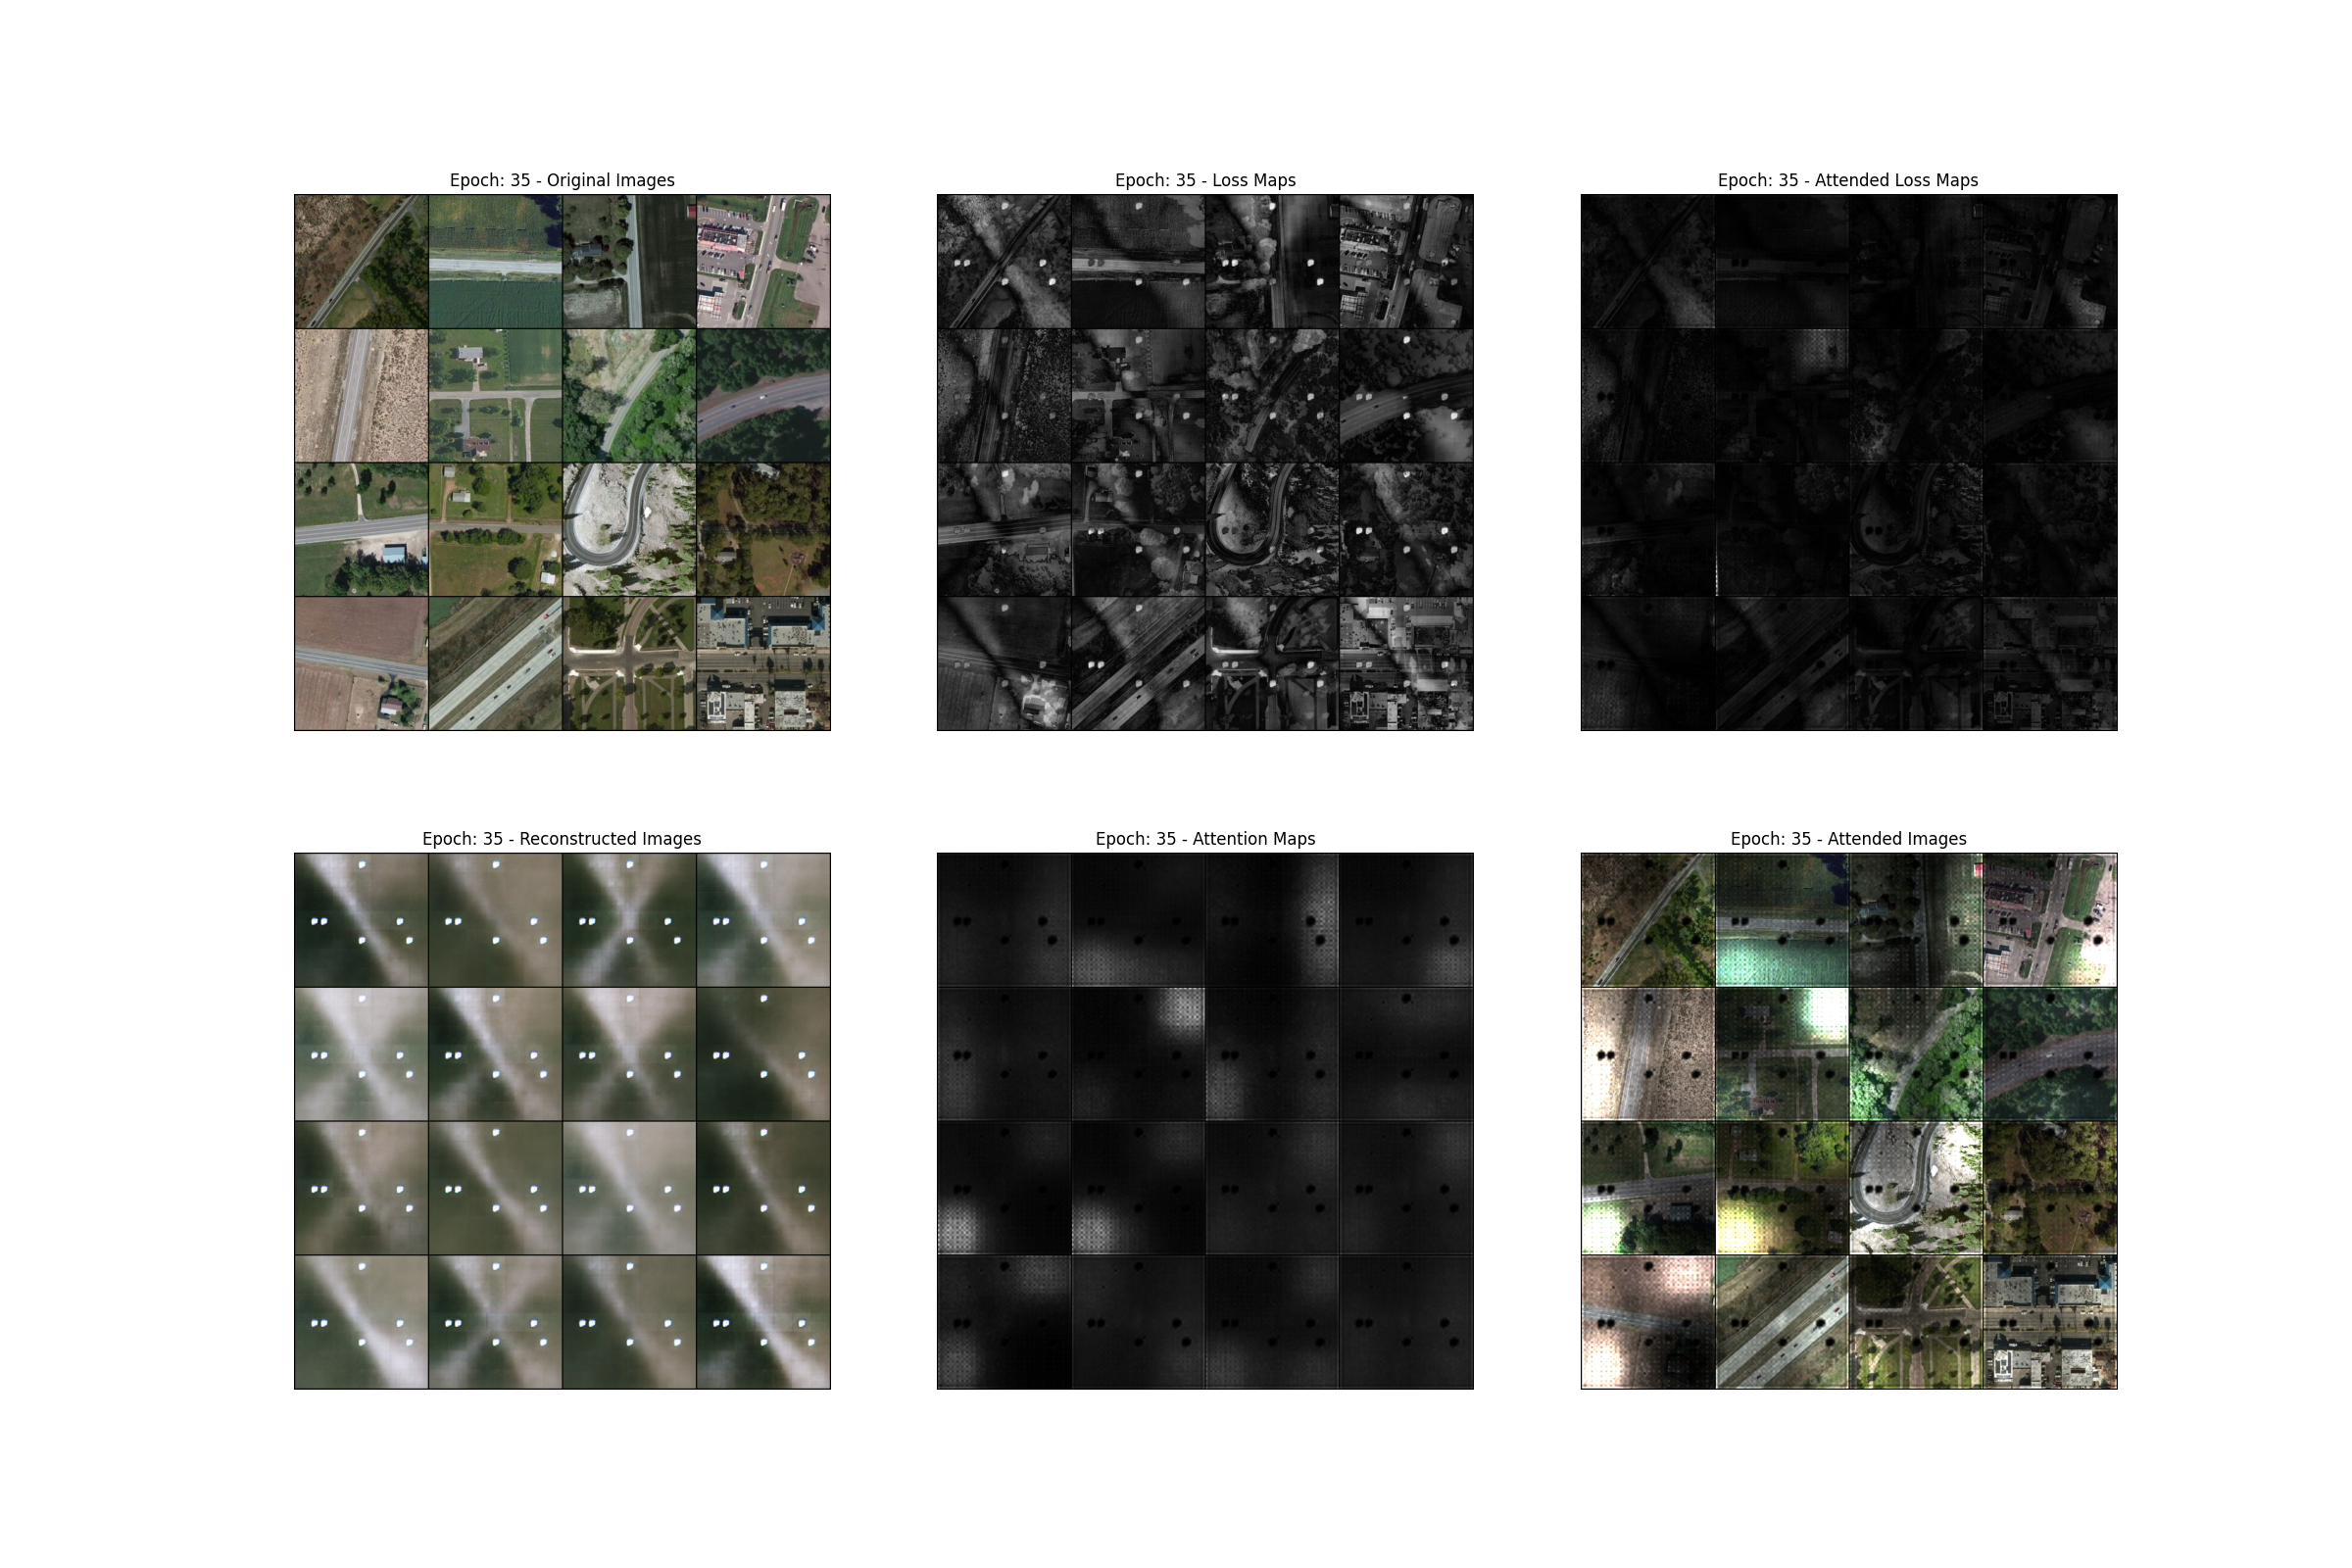 Epoch: 35 - Original Images
Epoch: 35 - Loss Maps
Epoch: 35 - Attended Loss Maps
Epoch: 35 - Reconstructed Images
Epoch: 35 - Attention Maps
Epoch: 35 - Attended Images